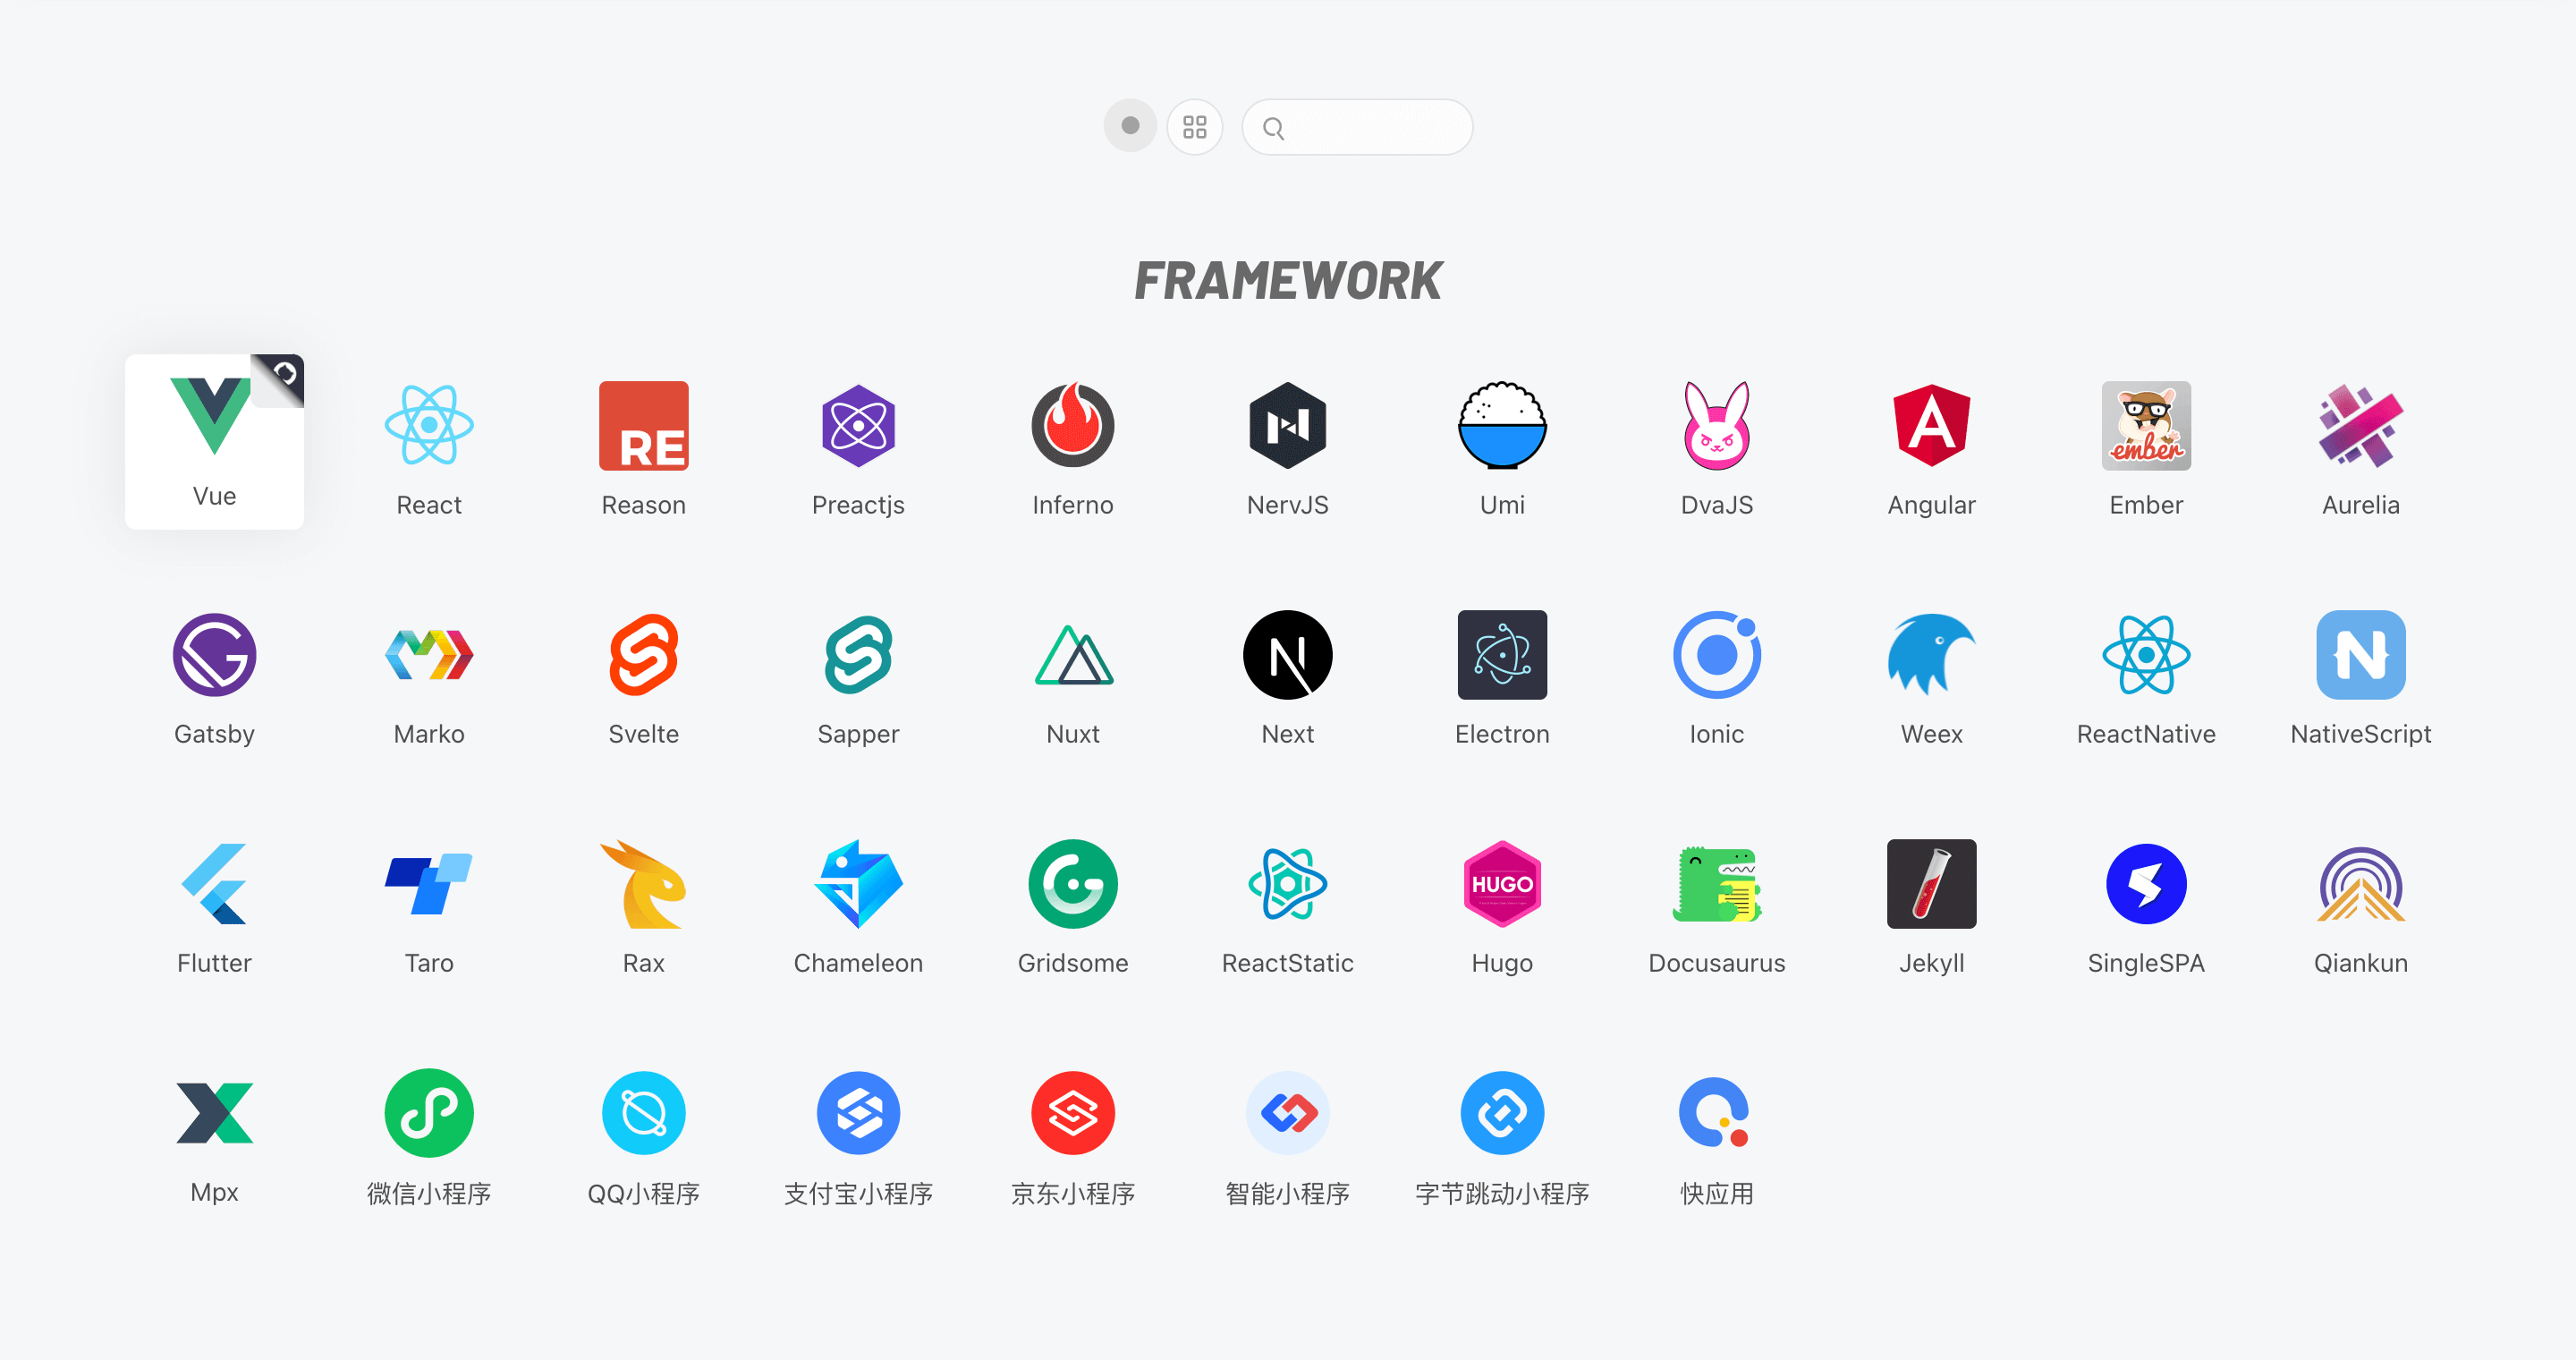 FRAMEWORK
RE
ember
Vue
React
Reason
Preactjs
Inferno
NervJS
Umi
DvaJS
Angular
Ember
Aurelia
Gatsby
Marko
Svelte
Sapper
Nuxt
Next
Electron
Ionic
Weex
ReactNative
NativeScript
HUGO
Flutter
Taro
Rax
Chameleon
Gridsome
ReactStatic
Hugo
Docusaurus
Jekyll
SingleSPA
Qiankun
Mpx
微信小程序
QQ小程序
支付宝小程序
京东小程序
智能小程序
字节跳动小程序
快应用